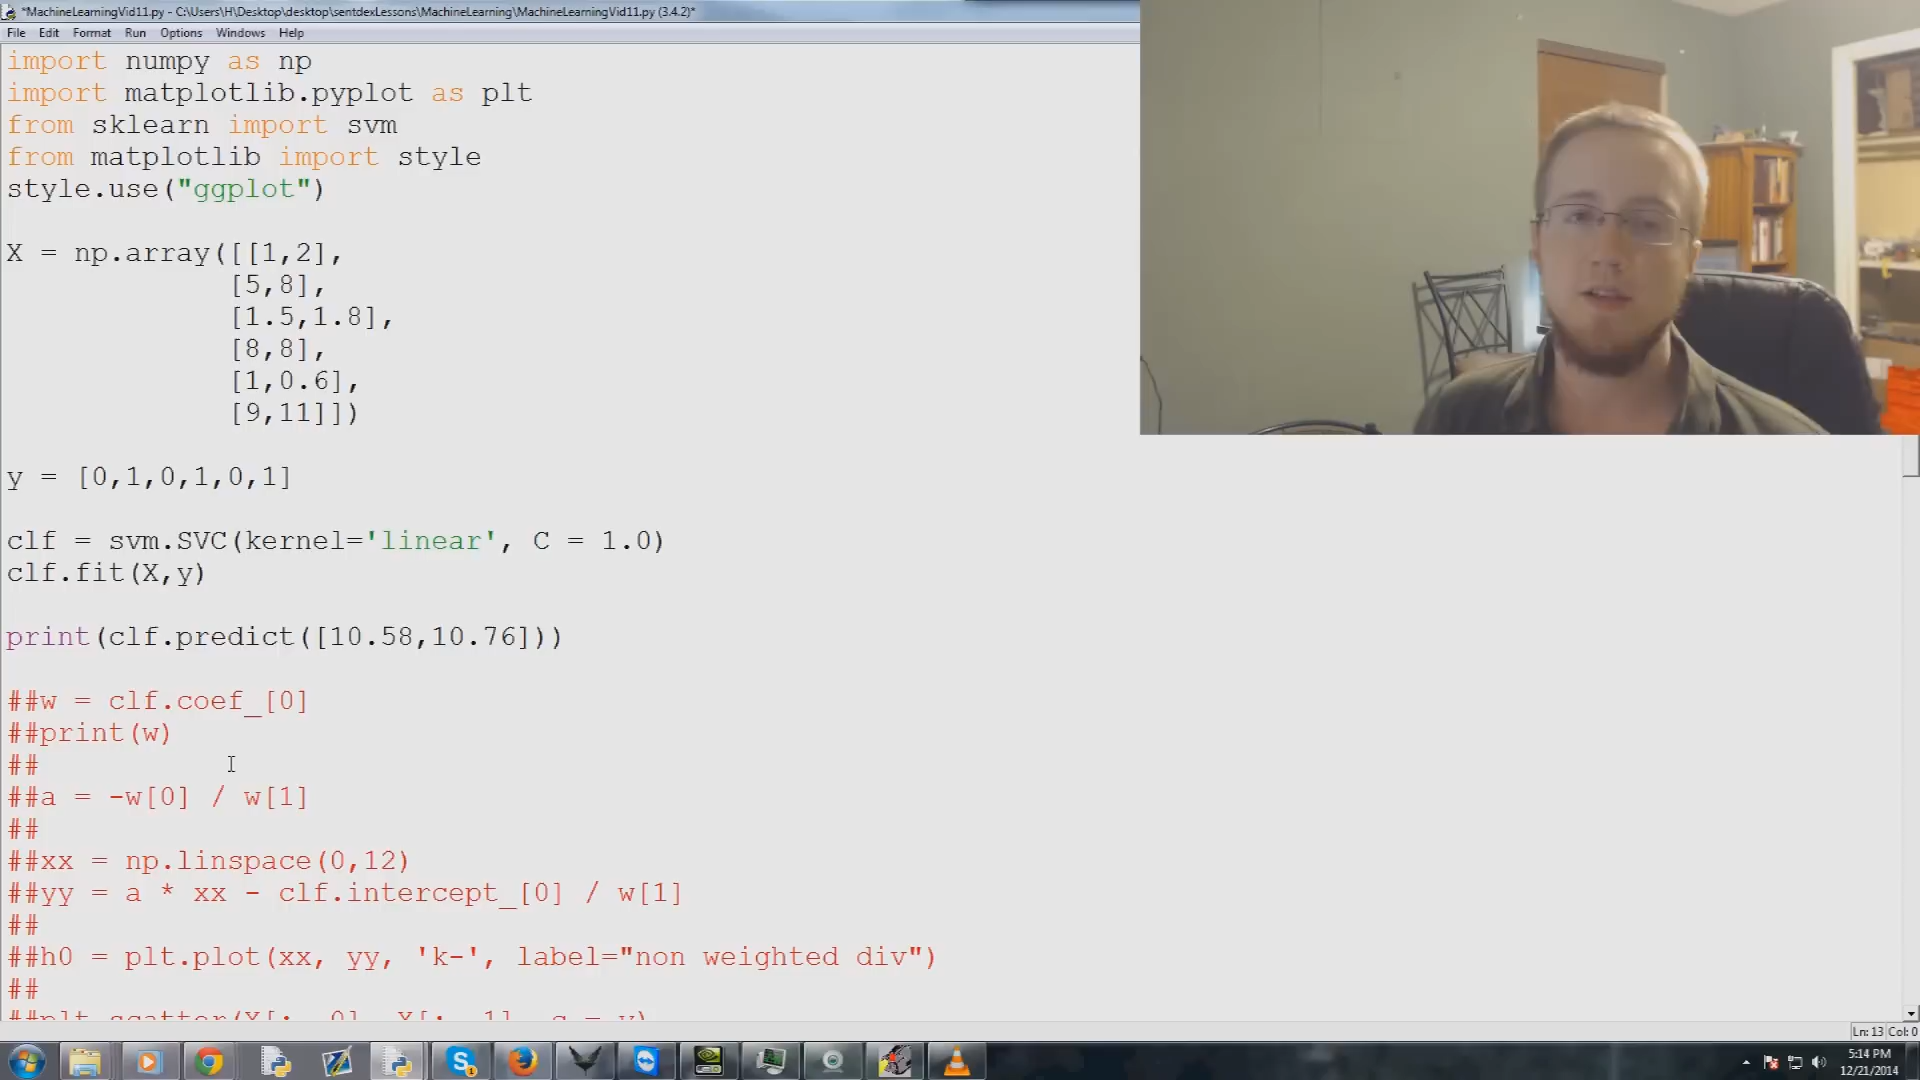 *MachineLearningVid11.py - C:\Users\H\Desktop\desktop\sentdexLessons\MachineLearning\MachineLearningVid11.py (3.4.2)*
File Edit Format Run Options Windows Help
import numpy as np
import matplotlib.pyplot as plt
from sklearn import svm
from matplotlib import style
style.use("ggplot")
X = np.array([[1,2],
[5,8],
[1.5,1.8],
[8,8],
[1,0.6],
[9,11]])
y = [0,1,0,1,0,1]
clf = svm.SVC(kernel='linear', C = 1.0)
clf.fit(X,y)
print(clf.predict([10.58,10.76]))
##w = clf.coef_[0]
##print(w)
##
##a = -w[0] / w[1]
##
##xx = np.linspace(0,12)
##yy = a * xx - clf.intercept_[0] / w[1]
##
##h0 = plt.plot(xx, yy, 'k-', label="non weighted div")
##
##plt.scatter(X[:, 0], X[:, 1], c = y)
Ln: 13 Col: 0
5:14 PM
12/21/2014